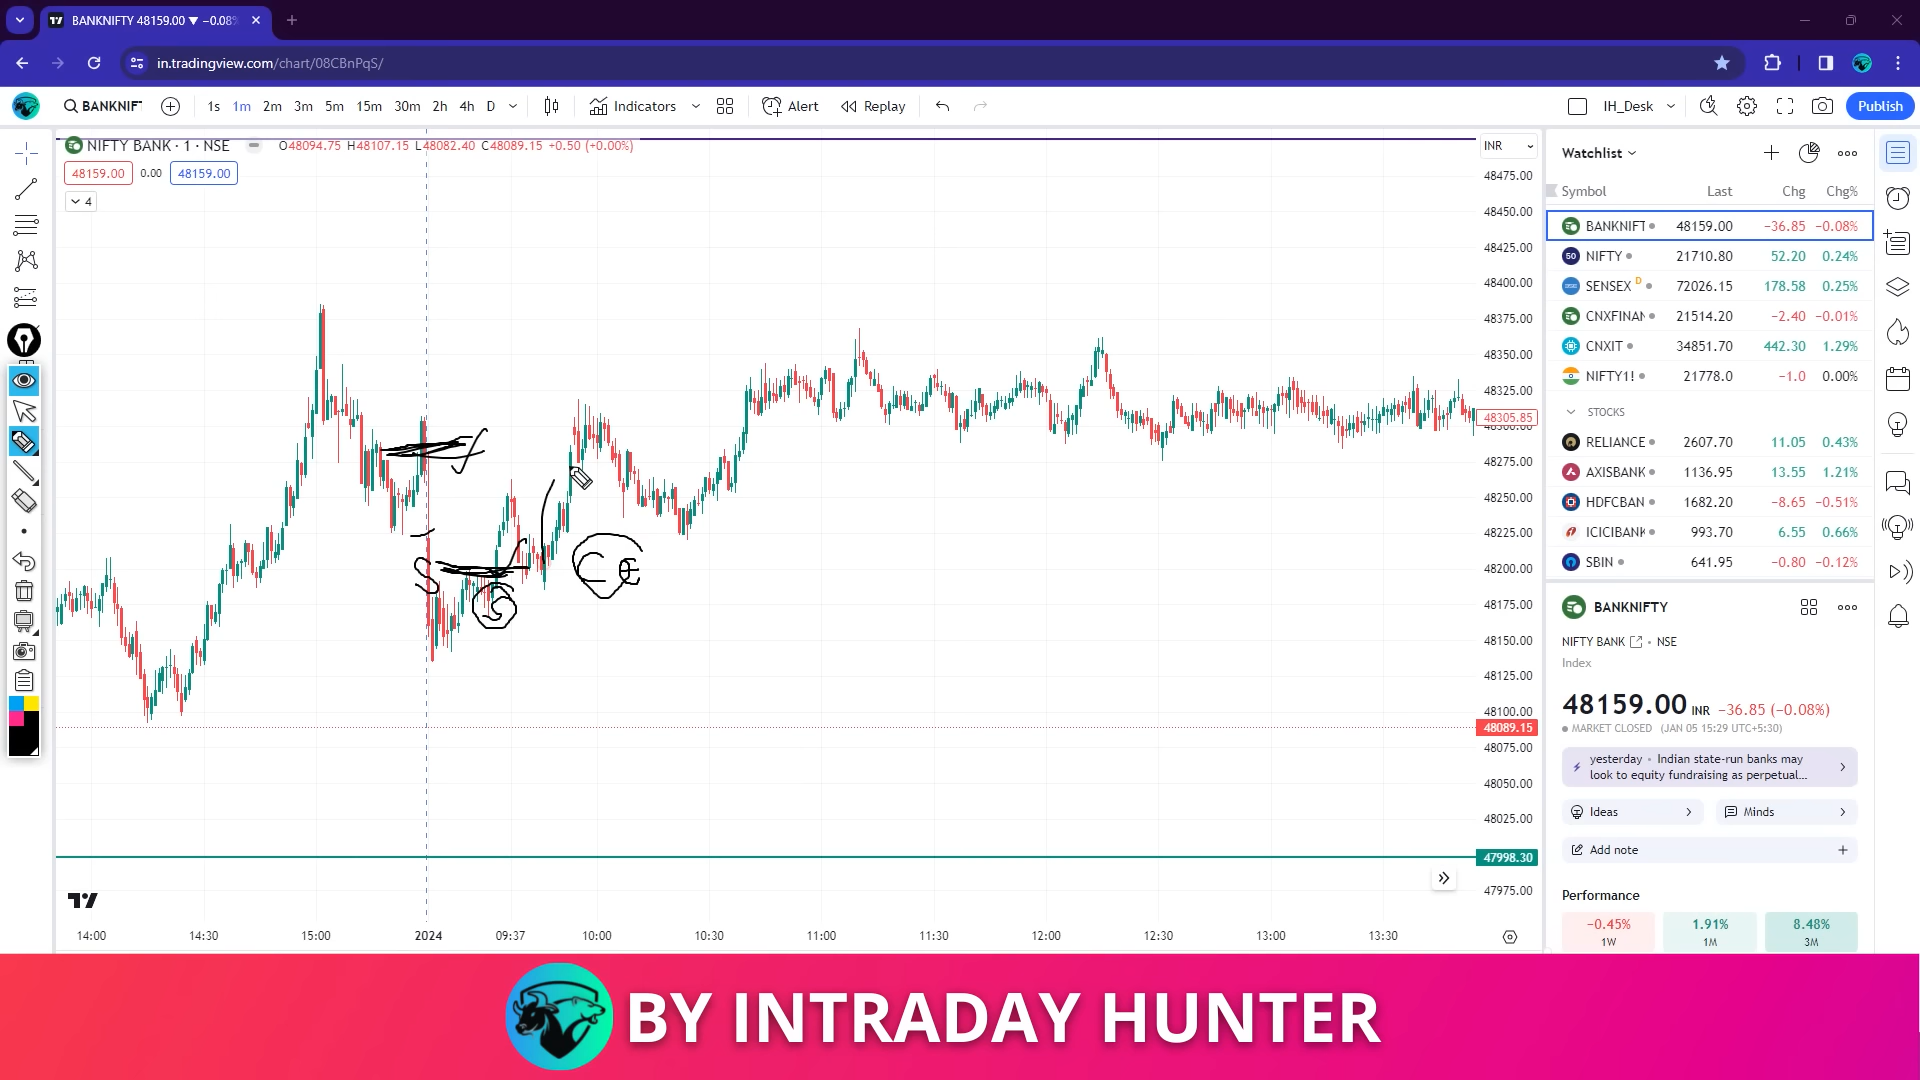 BANKNIFTY 48159.00 ▼ −0.08%
in.tradingview.com/chart/08CBnPqS/
BANKNIF
1s 1m 2m 3m 5m 15m 30m 2h 4h D
Indicators
Alert
Replay
IH_Desk
Publish
NIFTY BANK · 1 · NSE
O48094.75 H48107.15 L48082.40 C48089.15 +0.50 (+0.00%)
48159.00 0.00 48159.00
4
INR
48475.00
48450.00
48425.00
48400.00
48375.00
48350.00
48325.00
48305.85
48300.00
48275.00
48250.00
48225.00
48200.00
48175.00
48150.00
48125.00
48100.00
48089.15
48075.00
48050.00
48025.00
47998.30
47975.00
S
S
CE
14:00 14:30 15:00 2024 09:37 10:00 10:30 11:00 11:30 12:00 12:30 13:00 13:30
Watchlist
Symbol Last Chg Chg%
BANKNIFT 48159.00 −36.85 −0.08%
50 NIFTY 21710.80 52.20 0.24%
SENSEX D 72026.15 178.58 0.25%
CNXFINAN 21514.20 −2.40 −0.01%
CNXIT 34851.70 442.30 1.29%
NIFTY1! 21778.0 −1.0 0.00%
STOCKS
RELIANCE 2607.70 11.05 0.43%
AXISBANK 1136.95 13.55 1.21%
HDFCBAN 1682.20 −8.65 −0.51%
ICICIBANK 993.70 6.55 0.66%
SBIN 641.95 −0.80 −0.12%
BANKNIFTY
NIFTY BANK · NSE
Index
48159.00 INR −36.85 (−0.08%)
MARKET CLOSED (JAN 05 15:29 UTC+5:30)
yesterday · Indian state-run banks may
look to equity fundraising as perpetual...
Ideas
Minds
Add note
Performance
−0.45% 1.91% 8.48%
1W 1M 3M
BY INTRADAY HUNTER